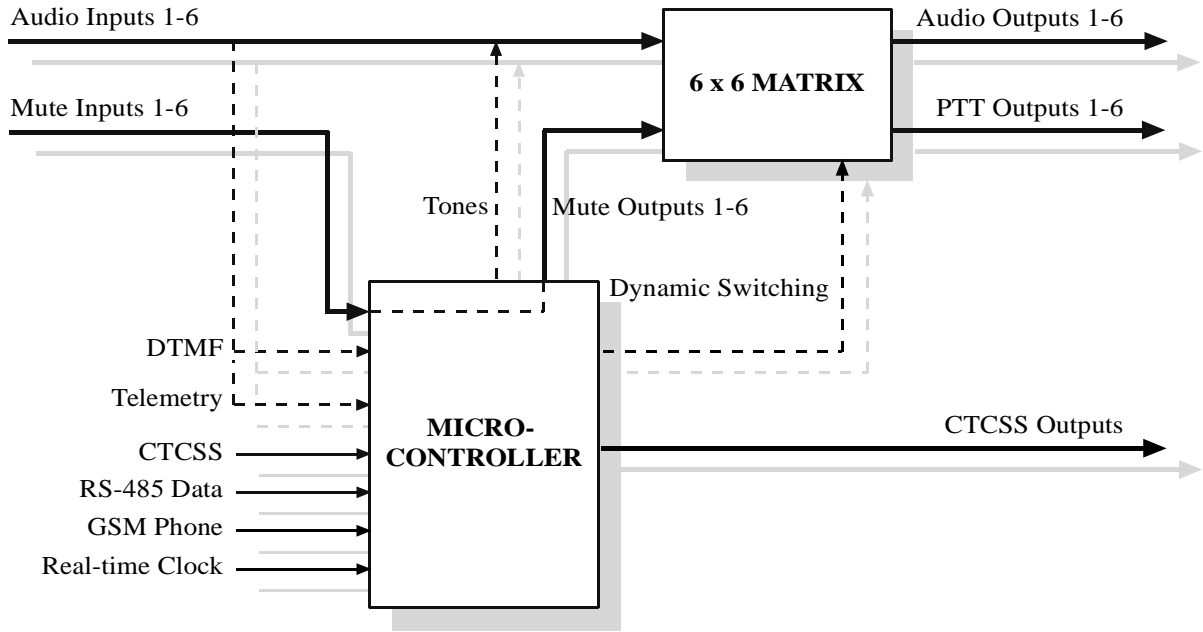 Audio Inputs 1-6
Audio Outputs 1-6
6 x 6 MATRIX
Mute Inputs 1-6
PTT Outputs 1-6
Tones
Mute Outputs 1-6
Dynamic Switching
DTMF
Telemetry
MICRO-
CONTROLLER
CTCSS Outputs
CTCSS
RS-485 Data
GSM Phone
Real-time Clock